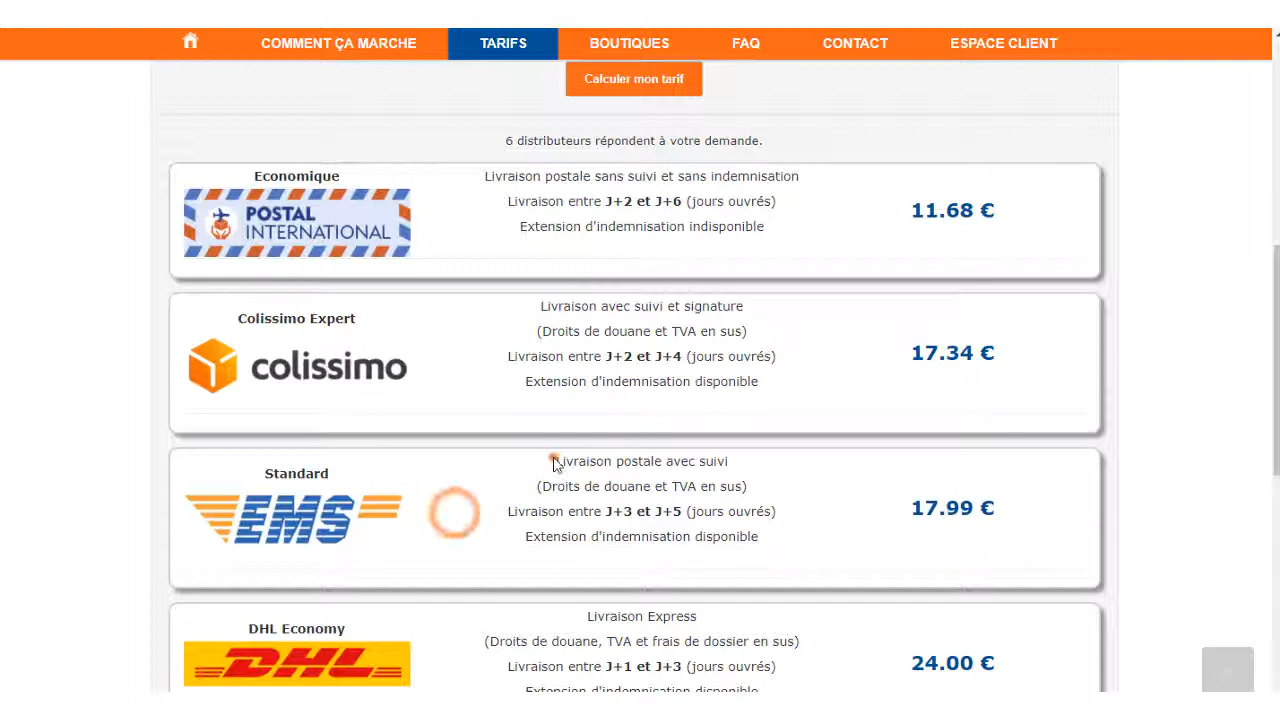 COMMENT ÇA MARCHE TARIFS BOUTIQUES FAQ CONTACT ESPACE CLIENT
Calculer mon tarif
6 distributeurs répondent à votre demande.
Economique
POSTAL
INTERNATIONAL
Livraison postale sans suivi et sans indemnisation
Livraison entre J+2 et J+6 (jours ouvrés)
Extension d'indemnisation indisponible
11.68 €
Colissimo Expert
colissimo
Livraison avec suivi et signature
(Droits de douane et TVA en sus)
Livraison entre J+2 et J+4 (jours ouvrés)
Extension d'indemnisation disponible
17.34 €
Standard
EMS
Livraison postale avec suivi
(Droits de douane et TVA en sus)
Livraison entre J+3 et J+5 (jours ouvrés)
Extension d'indemnisation disponible
17.99 €
DHL Economy
DHL
Livraison Express
(Droits de douane, TVA et frais de dossier en sus)
Livraison entre J+1 et J+3 (jours ouvrés)
Extension d'indemnisation disponible
24.00 €